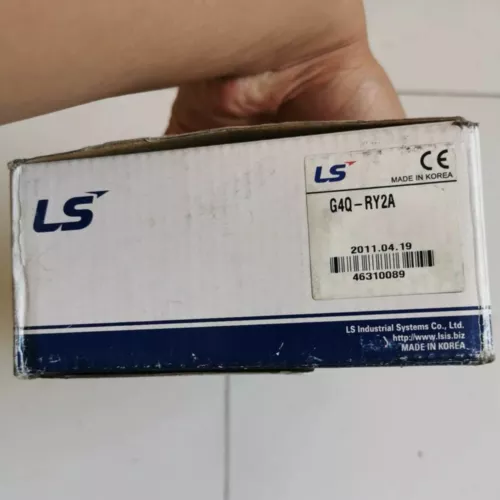 LS
LS
CE
MADE IN KOREA
G4Q-RY2A
2011.04.19
46310089
LS Industrial Systems Co., Ltd.
http://www.lsis.biz
MADE IN KOREA